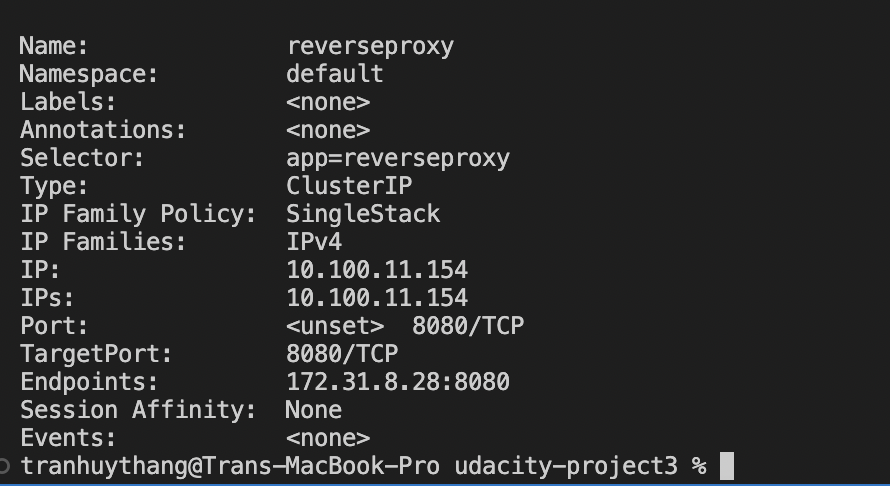 Name: reverseproxy
Namespace: default
Labels: <none>
Annotations: <none>
Selector: app=reverseproxy
Type: ClusterIP
IP Family Policy: SingleStack
IP Families: IPv4
IP: 10.100.11.154
IPs: 10.100.11.154
Port: <unset> 8080/TCP
TargetPort: 8080/TCP
Endpoints: 172.31.8.28:8080
Session Affinity: None
Events: <none>
tranhuythang@Trans-MacBook-Pro udacity-project3 %